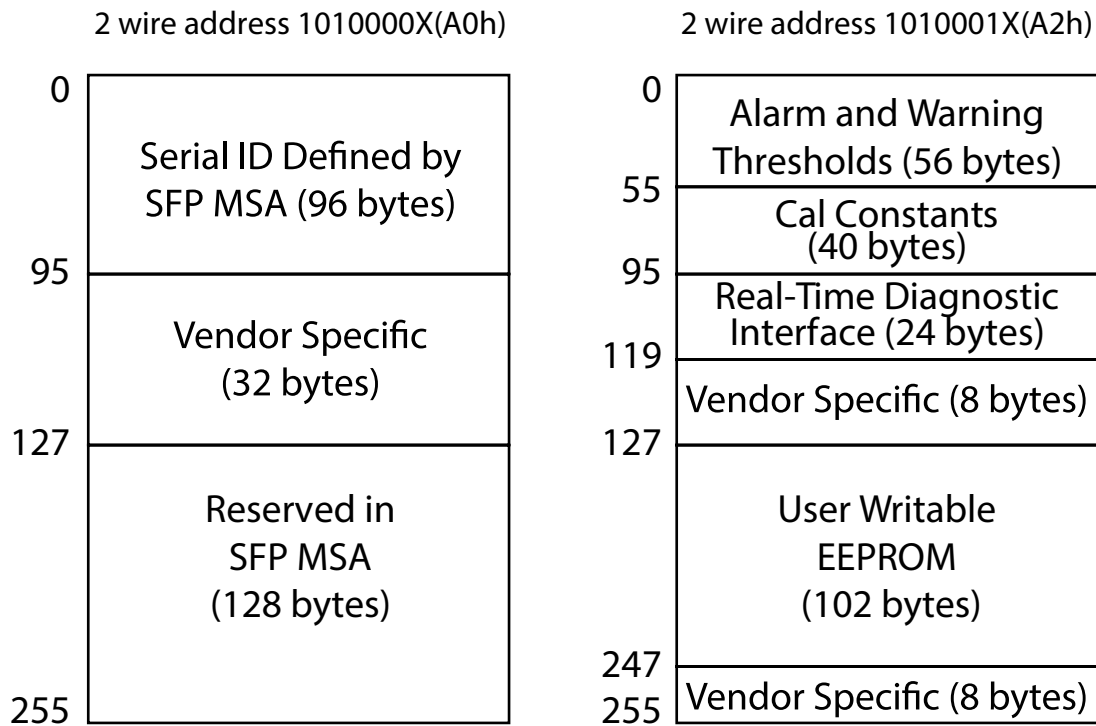 2 wire address 1010000X(A0h)
0
Serial ID Defined by
SFP MSA (96 bytes)
95
Vendor Specific
(32 bytes)
127
Reserved in
SFP MSA
(128 bytes)
255
2 wire address 1010001X(A2h)
0
Alarm and Warning
Thresholds (56 bytes)
55
Cal Constants
(40 bytes)
95
Real-Time Diagnostic
Interface (24 bytes)
119
Vendor Specific (8 bytes)
127
User Writable
EEPROM
(102 bytes)
247
Vendor Specific (8 bytes)
255